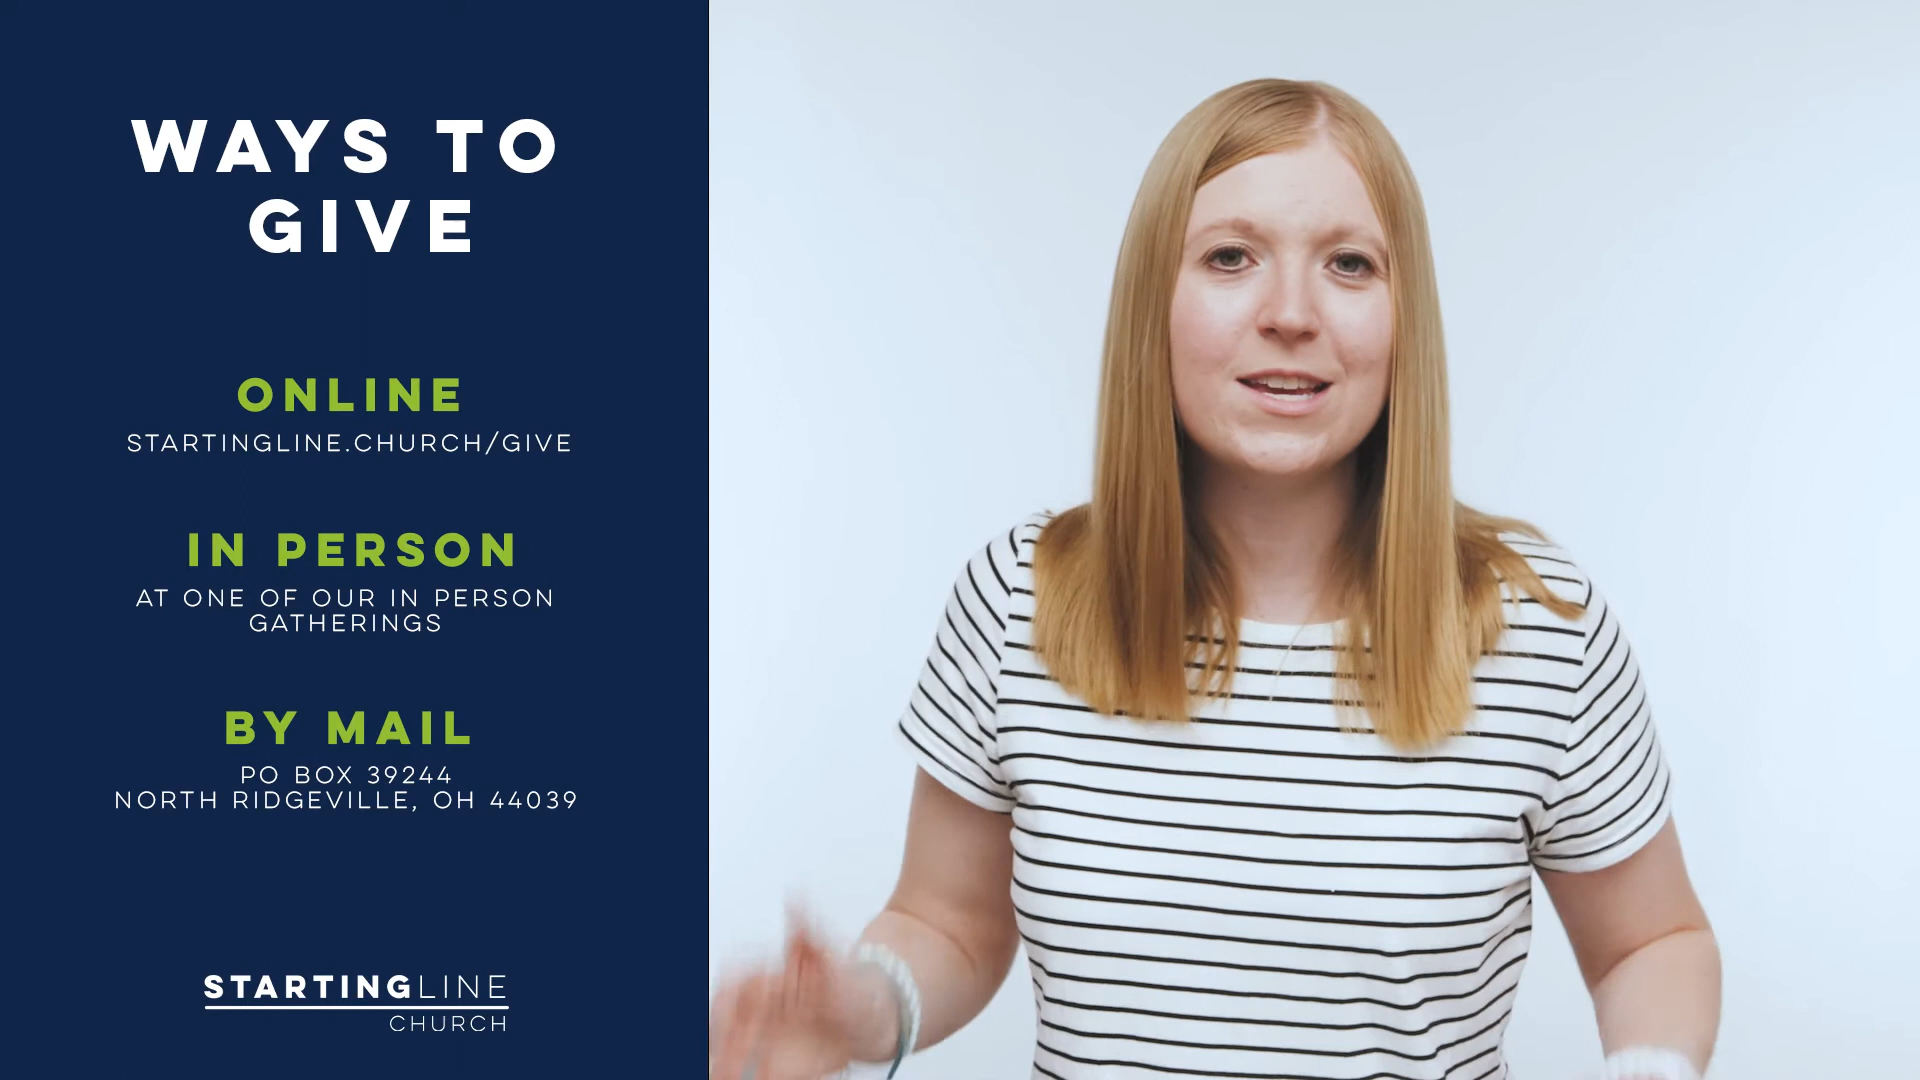 WAYS TO
GIVE
ONLINE
STARTINGLINE.CHURCH/GIVE
IN PERSON
AT ONE OF OUR IN PERSON
GATHERINGS
BY MAIL
PO BOX 39244
NORTH RIDGEVILLE, OH 44039
STARTINGLINE
CHURCH